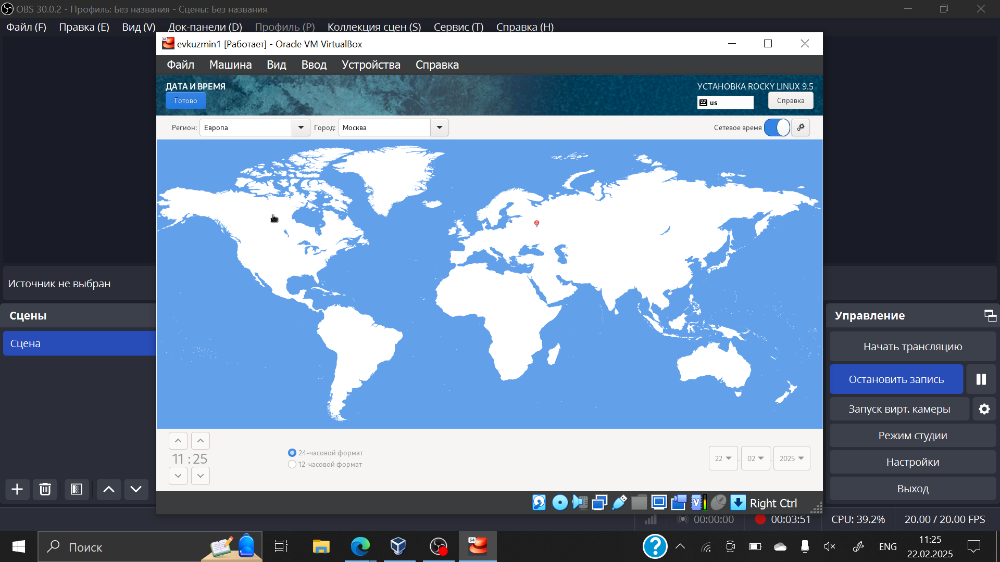 OBS 30.0.2 - Профиль: Без названия - Сцены: Без названия
Файл (F) Правка (E) Вид (V) Док-панели (D) Профиль (P) Коллекция сцен (S) Сервис (T) Справка (H)
64
evkuzmin1 [Работает] - Oracle VM VirtualBox
Файл Машина Вид Ввод Устройства Справка
ДАТА И ВРЕМЯ
УСТАНОВКА ROCKY LINUX 9.5
Готово
us
Справка
Регион: Европа
Город: Москва
Сетевое время
11 : 25
24-часовой формат
12-часовой формат
22 . 02 . 2025
V
Right Ctrl
Источник не выбран
Сцены
Сцена
Управление
Начать трансляцию
Остановить запись
Запуск вирт. камеры
Режим студии
Настройки
Выход
00:00:00
00:03:51
CPU: 39.2%
20.00 / 20.00 FPS
Поиск
64
?
ENG
11:25
22.02.2025